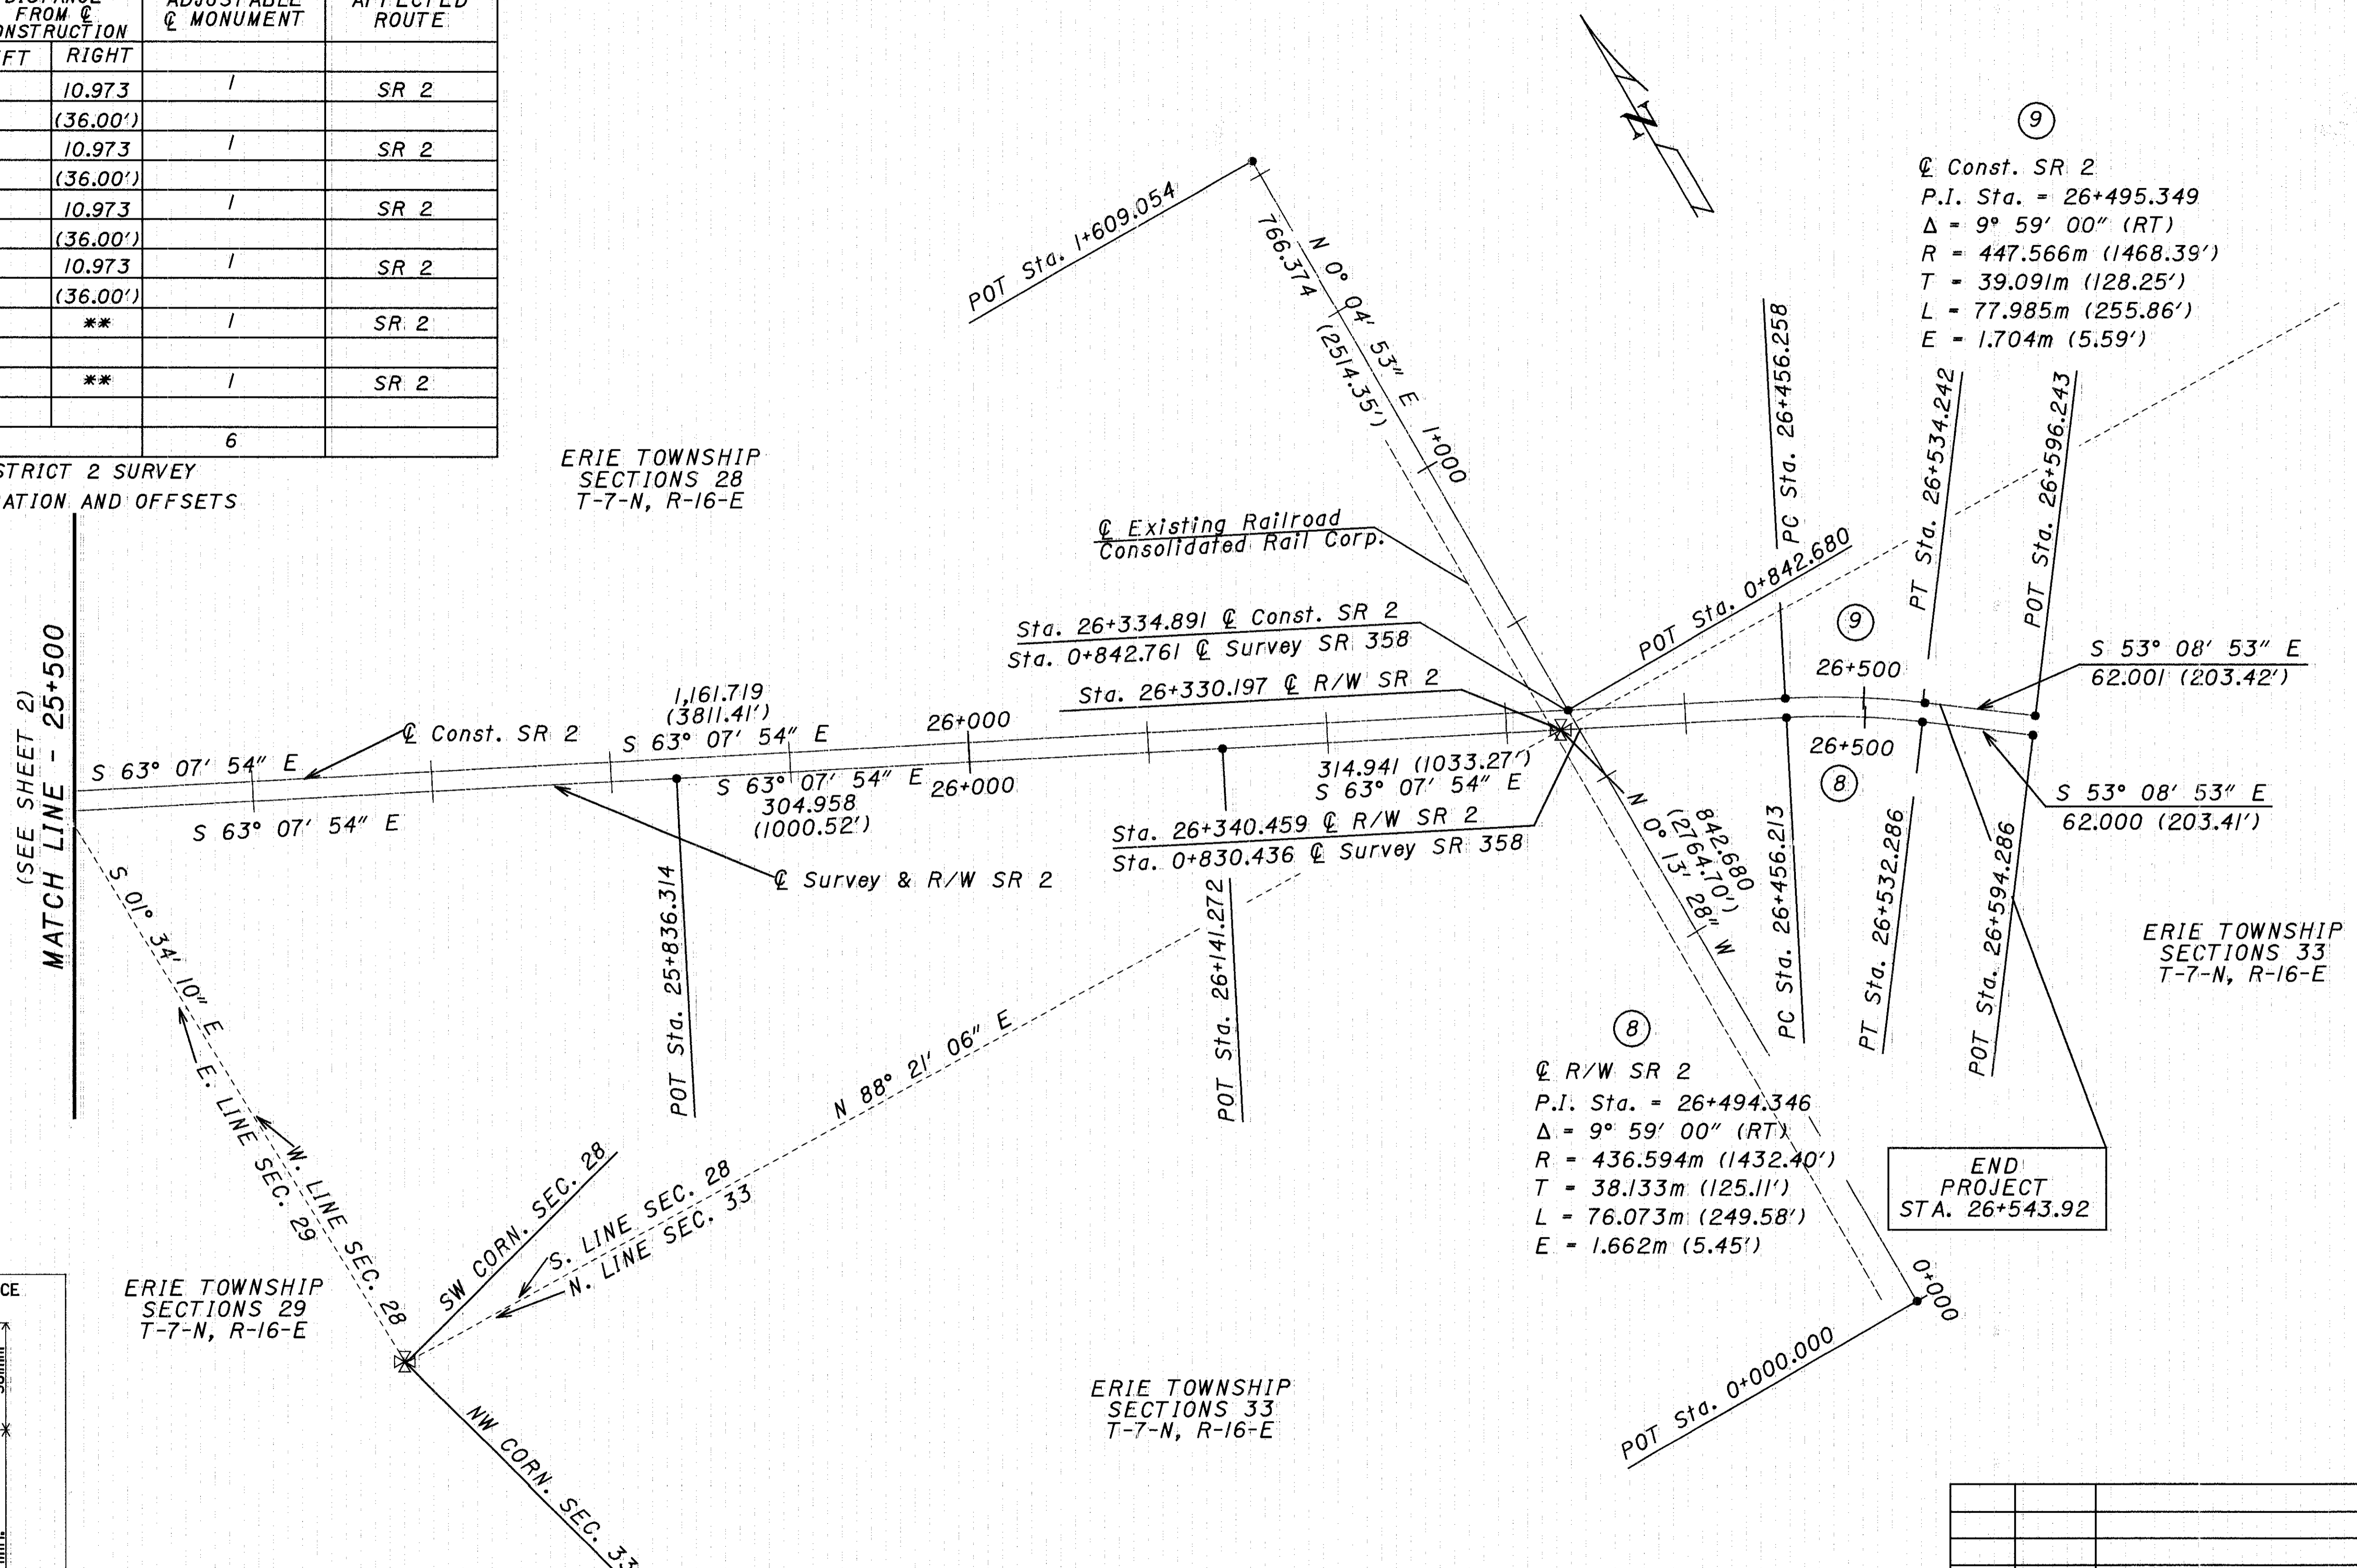 FROM ℄
ADJUSTABLE
℄ MONUMENT
AFFECTED
ROUTE
RIGHT
10.973 1 SR 2
(36.00')
10.973 1 SR 2
(36.00')
10.973 1 SR 2
(36.00')
10.973 1 SR 2
(36.00')
** 1 SR 2
** 1 SR 2
6
STRICT 2 SURVEY
ATION AND OFFSETS
ERIE TOWNSHIP
SECTIONS 28
T-7-N, R-16-E
POT Sta. 1+609.054
N 0° 04' 53" E
766.374
(2514.35')
1+000
N
9
℄ Const. SR 2
P.I. Sta. = 26+495.349
Δ = 9° 59' 00" (RT)
R = 447.566m (1468.39')
T = 39.091m (128.25')
L = 77.985m (255.86')
E = 1.704m (5.59')
PC Sta. 26+456.258
PT Sta. 26+534.242
POT Sta. 26+596.243
℄ Existing Railroad
Consolidated Rail Corp.
Sta. 26+334.891 ℄ Const. SR 2
Sta. 0+842.761 ℄ Survey SR 358
Sta. 26+330.197 ℄ R/W SR 2
POT Sta. 0+842.680
9
26+500
S 53° 08' 53" E
62.001 (203.42')
(SEE SHEET 2)
MATCH LINE - 25+500
℄ Const. SR 2
1,161.719
(3811.41')
S 63° 07' 54" E
26+000
S 63° 07' 54" E
S 63° 07' 54" E
S 63° 07' 54" E
304.958
(1000.52')
26+000
314.941 (1033.27')
S 63° 07' 54" E
26+500
8
S 53° 08' 53" E
62.000 (203.41')
Sta. 26+340.459 ℄ R/W SR 2
Sta. 0+830.436 ℄ Survey SR 358
℄ Survey & R/W SR 2
842.680
(2764.70')
N 0° 13' 28" W
POT Sta. 25+836.314
POT Sta. 26+141.272
PC Sta. 26+456.213
PT Sta. 26+532.286
POT Sta. 26+594.286
ERIE TOWNSHIP
SECTIONS 33
T-7-N, R-16-E
S 01° 34' 10" E
E. LINE SEC. 29
W. LINE SEC. 28
N 88° 21' 06" E
SW CORN. SEC. 28
S. LINE SEC. 28
N. LINE SEC. 33
NW CORN. SEC. 33
8
℄ R/W SR 2
P.I. Sta. = 26+494.346
Δ = 9° 59' 00" (RT)
R = 436.594m (1432.40')
T = 38.133m (125.11')
L = 76.073m (249.58')
E = 1.662m (5.45')
END
PROJECT
STA. 26+543.92
ERIE TOWNSHIP
SECTIONS 29
T-7-N, R-16-E
ERIE TOWNSHIP
SECTIONS 33
T-7-N, R-16-E
0+000
POT Sta. 0+000.000
CE